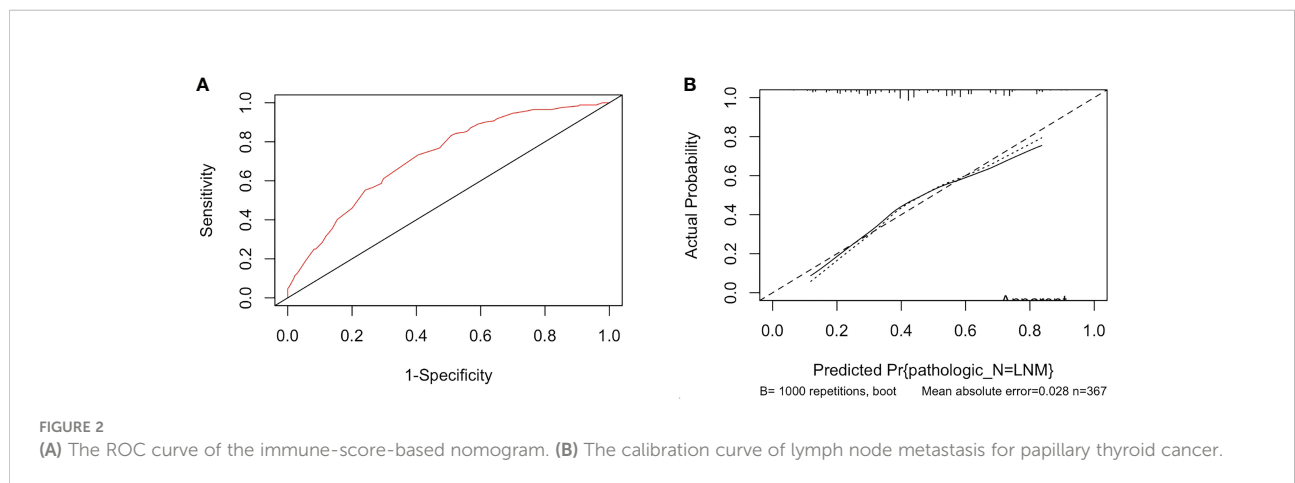 A
B
1.0
0.8
0.6
0.4
0.2
0.0
Sensitivity
0.0 0.2 0.4 0.6 0.8 1.0
1-Specificity
1.0
0.8
0.6
0.4
0.2
0.0
Actual Probability
0.0 0.2 0.4 0.6 0.8 1.0
Predicted Pr{pathologic_N=LNM}
B= 1000 repetitions, boot Mean absolute error=0.028 n=367
FIGURE 2
(A) The ROC curve of the immune-score-based nomogram. (B) The calibration curve of lymph node metastasis for papillary thyroid cancer.